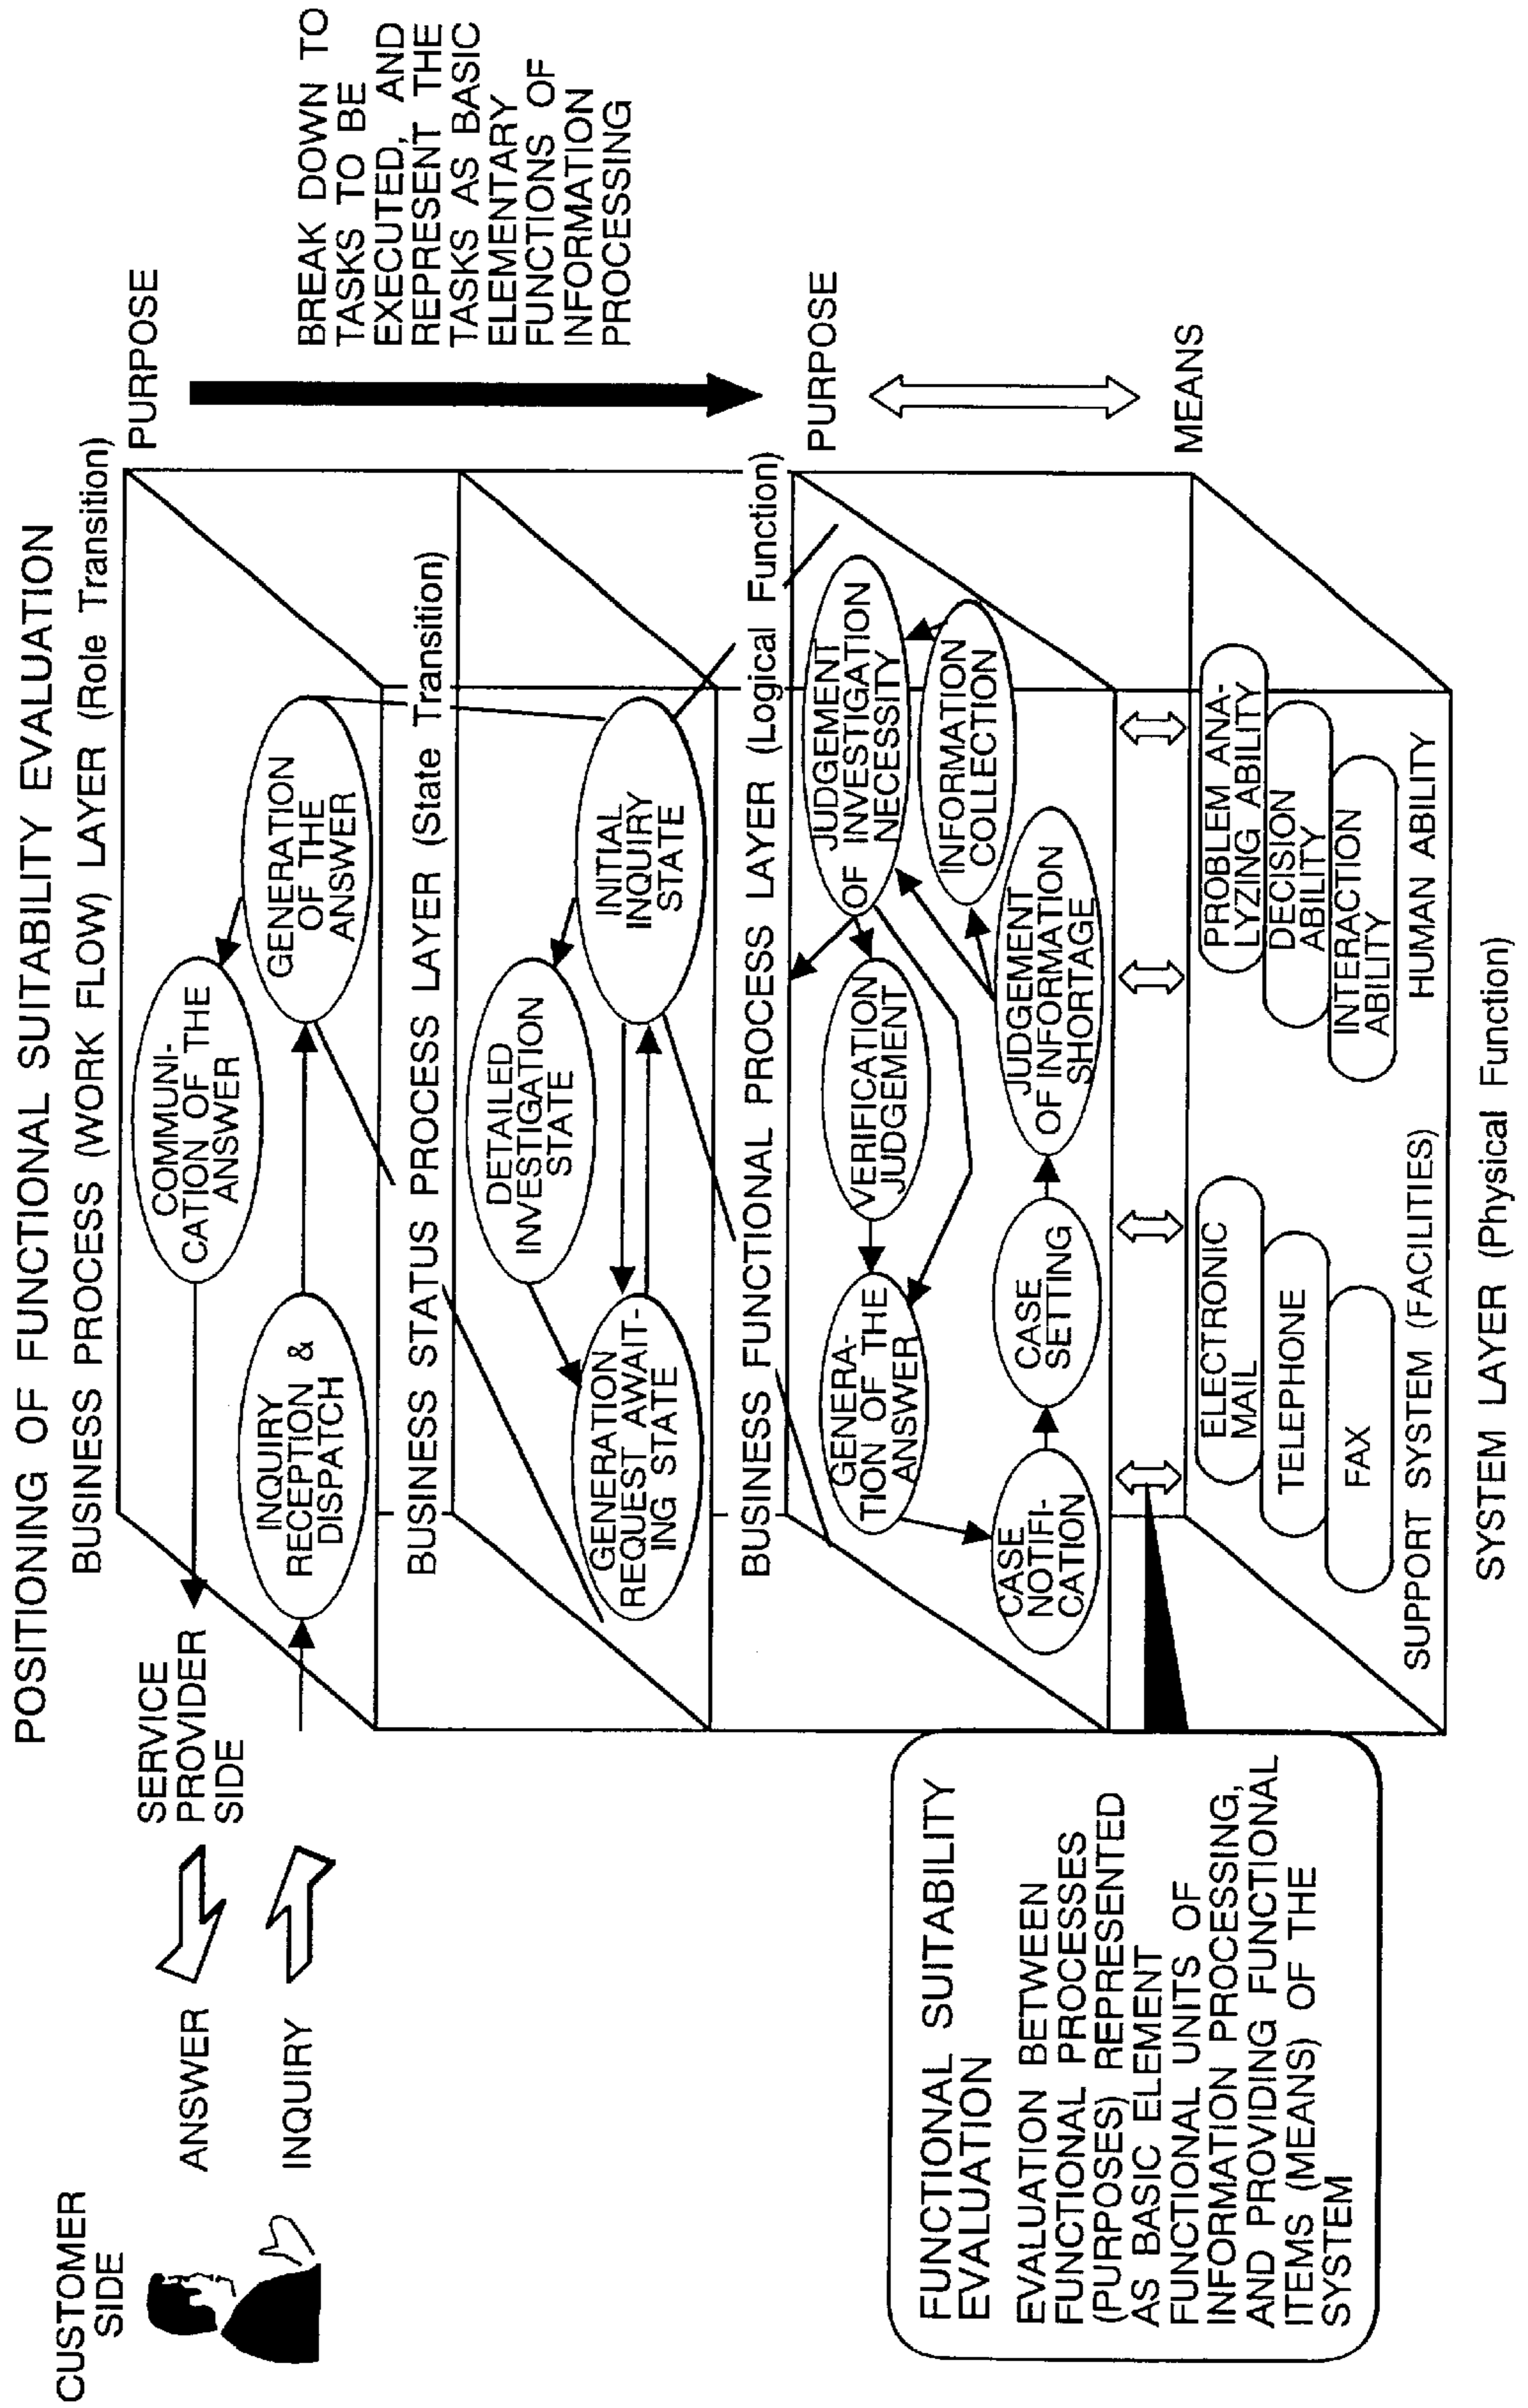 POSITIONING OF FUNCTIONAL SUITABILITY EVALUATION
BUSINESS PROCESS (WORK FLOW) LAYER (Role Transition)
CUSTOMER
SIDE
ANSWER
INQUIRY
SERVICE
PROVIDER
SIDE
COMMUNI-
CATION OF THE
ANSWER
INQUIRY
RECEPTION &
DISPATCH
GENERATION
OF THE
ANSWER
PURPOSE
BREAK DOWN TO
TASKS TO BE
EXECUTED, AND
REPRESENT THE
TASKS AS BASIC
ELEMENTARY
FUNCTIONS OF
INFORMATION
PROCESSING
BUSINESS STATUS PROCESS LAYER (State Transition)
DETAILED
INVESTIGATION
STATE
GENERATION
REQUEST AWAIT-
ING STATE
INITIAL
INQUIRY
STATE
BUSINESS FUNCTIONAL PROCESS LAYER (Logical Function)
GENERA-
TION OF THE
ANSWER
VERIFICATION
JUDGEMENT
JUDGEMENT
OF INVESTIGATION
NECESSITY
INFORMATION
COLLECTION
CASE
NOTIFI-
CATION
CASE
SETTING
JUDGEMENT
OF INFORMATION
SHORTAGE
PURPOSE
MEANS
FUNCTIONAL SUITABILITY
EVALUATION
EVALUATION BETWEEN
FUNCTIONAL PROCESSES
(PURPOSES) REPRESENTED
AS BASIC ELEMENT
FUNCTIONAL UNITS OF
INFORMATION PROCESSING,
AND PROVIDING FUNCTIONAL
ITEMS (MEANS) OF THE
SYSTEM
ELECTRONIC
MAIL
TELEPHONE
FAX
SUPPORT SYSTEM (FACILITIES)
PROBLEM ANA-
LYZING ABILITY
DECISION
ABILITY
INTERACTION
ABILITY
HUMAN ABILITY
SYSTEM LAYER (Physical Function)